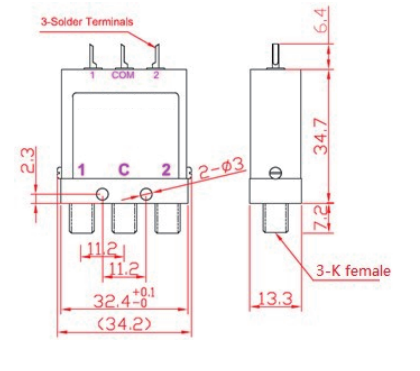 3-Solder Terminals
1 COM 2
6.4
34.7
2.3
1 C 2
2-ø3
7.2
11.2
11.2
3-K female
32.4+0.1-0
13.3
(34.2)